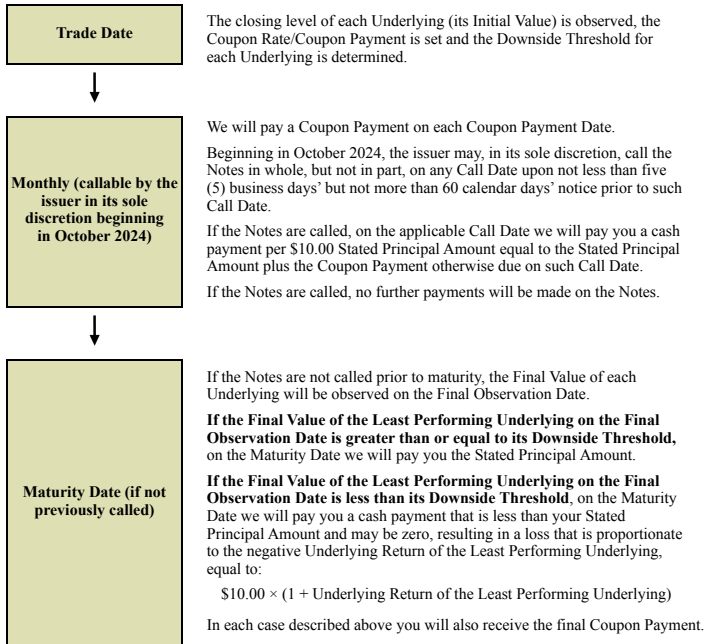 Trade Date
The closing level of each Underlying (its Initial Value) is observed, the
Coupon Rate/Coupon Payment is set and the Downside Threshold for
each Underlying is determined.
Monthly (callable by the
issuer in its sole
discretion beginning
in October 2024)
We will pay a Coupon Payment on each Coupon Payment Date.
Beginning in October 2024, the issuer may, in its sole discretion, call the
Notes in whole, but not in part, on any Call Date upon not less than five
(5) business days’ but not more than 60 calendar days’ notice prior to such
Call Date.
If the Notes are called, on the applicable Call Date we will pay you a cash
payment per $10.00 Stated Principal Amount equal to the Stated Principal
Amount plus the Coupon Payment otherwise due on such Call Date.
If the Notes are called, no further payments will be made on the Notes.
Maturity Date (if not
previously called)
If the Notes are not called prior to maturity, the Final Value of each
Underlying will be observed on the Final Observation Date.
If the Final Value of the Least Performing Underlying on the Final
Observation Date is greater than or equal to its Downside Threshold,
on the Maturity Date we will pay you the Stated Principal Amount.
If the Final Value of the Least Performing Underlying on the Final
Observation Date is less than its Downside Threshold, on the Maturity
Date we will pay you a cash payment that is less than your Stated
Principal Amount and may be zero, resulting in a loss that is proportionate
to the negative Underlying Return of the Least Performing Underlying,
equal to:
$10.00 × (1 + Underlying Return of the Least Performing Underlying)
In each case described above you will also receive the final Coupon Payment.